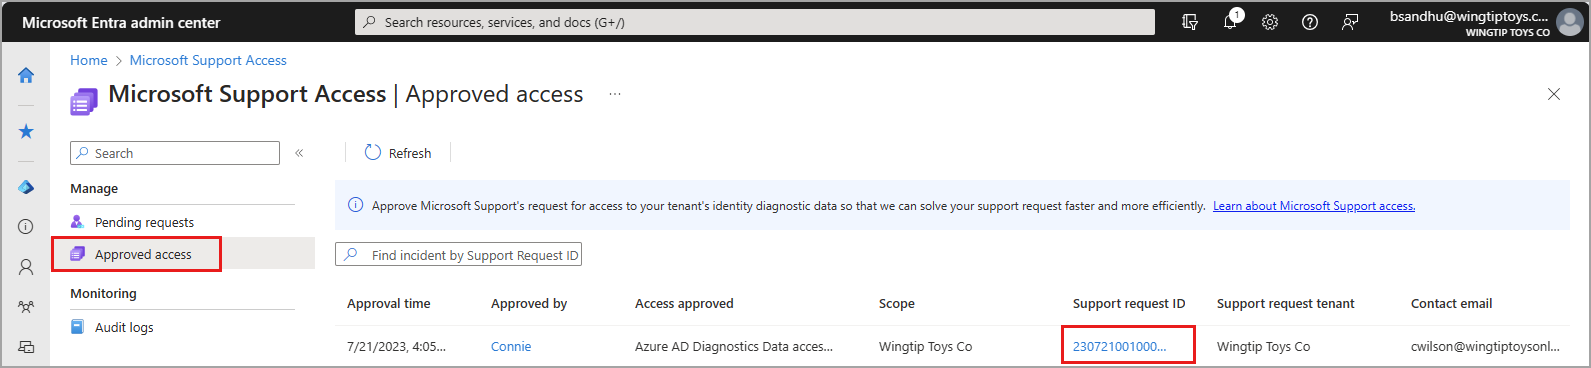 Microsoft Entra admin center
Search resources, services, and docs (G+/)
1
bsandhu@wingtiptoys.c...
WINGTIP TOYS CO
Home > Microsoft Support Access
Microsoft Support Access | Approved access ...
Search «
Refresh
Manage
Approve Microsoft Support's request for access to your tenant's identity diagnostic data so that we can solve your support request faster and more efficiently. Learn about Microsoft Support access.
Pending requests
Approved access
Find incident by Support Request ID
Monitoring
Audit logs
Approval time Approved by Access approved Scope Support request ID Support request tenant Contact email
7/21/2023, 4:05... Connie Azure AD Diagnostics Data acces... Wingtip Toys Co 230721001000... Wingtip Toys Co cwilson@wingtiptoysonl...